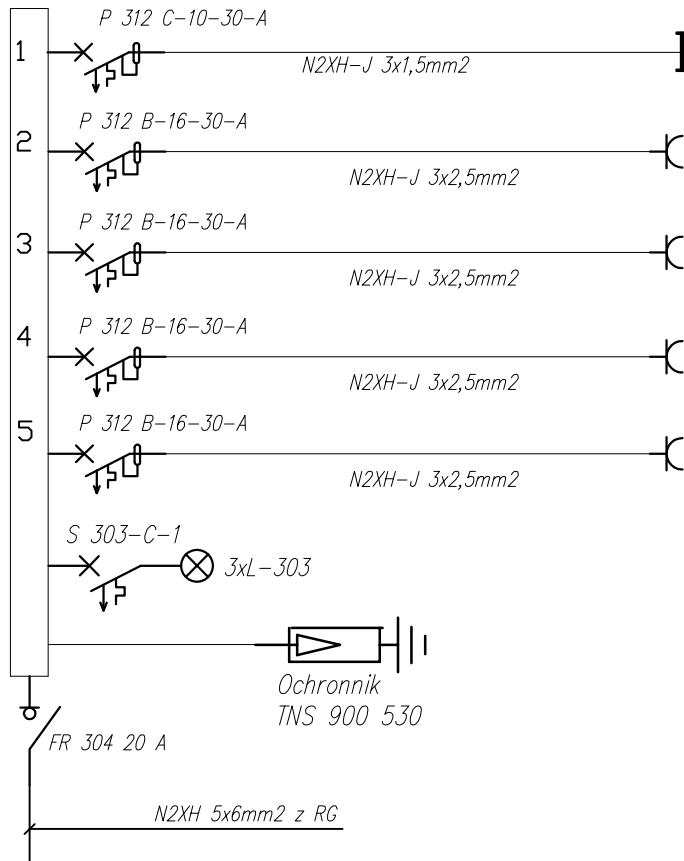 P 312 C-10-30-A
1
N2XH-J 3x1,5mm2
P 312 B-16-30-A
2
N2XH-J 3x2,5mm2
P 312 B-16-30-A
3
N2XH-J 3x2,5mm2
P 312 B-16-30-A
4
N2XH-J 3x2,5mm2
P 312 B-16-30-A
5
N2XH-J 3x2,5mm2
S 303-C-1
3xL-303
Ochronnik
TNS 900 530
FR 304 20 A
N2XH 5x6mm2 z RG